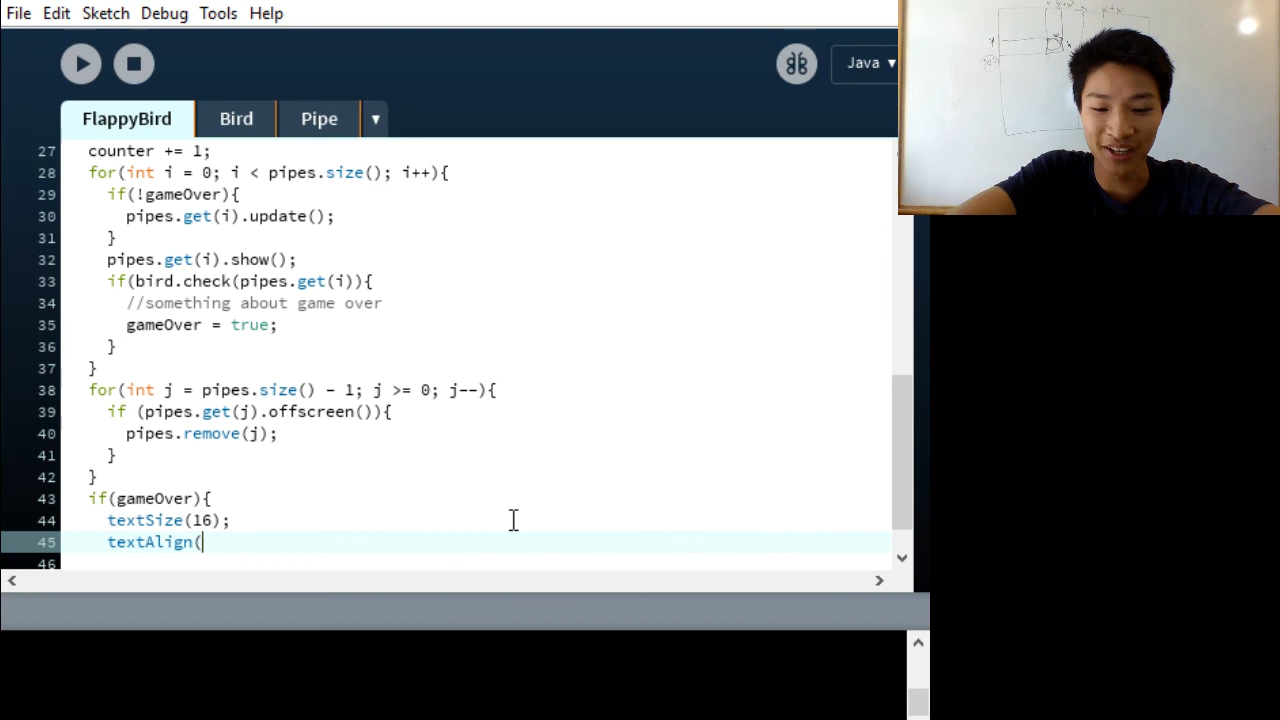 File Edit Sketch Debug Tools Help
Java ▾
FlappyBird Bird Pipe ▾
27 counter += 1;
28 for(int i = 0; i < pipes.size(); i++){
29 if(!gameOver){
30 pipes.get(i).update();
31 }
32 pipes.get(i).show();
33 if(bird.check(pipes.get(i)){
34 //something about game over
35 gameOver = true;
36 }
37 }
38 for(int j = pipes.size() - 1; j >= 0; j--){
39 if (pipes.get(j).offscreen()){
40 pipes.remove(j);
41 }
42 }
43 if(gameOver){
44 textSize(16);
45 textAlign(
46